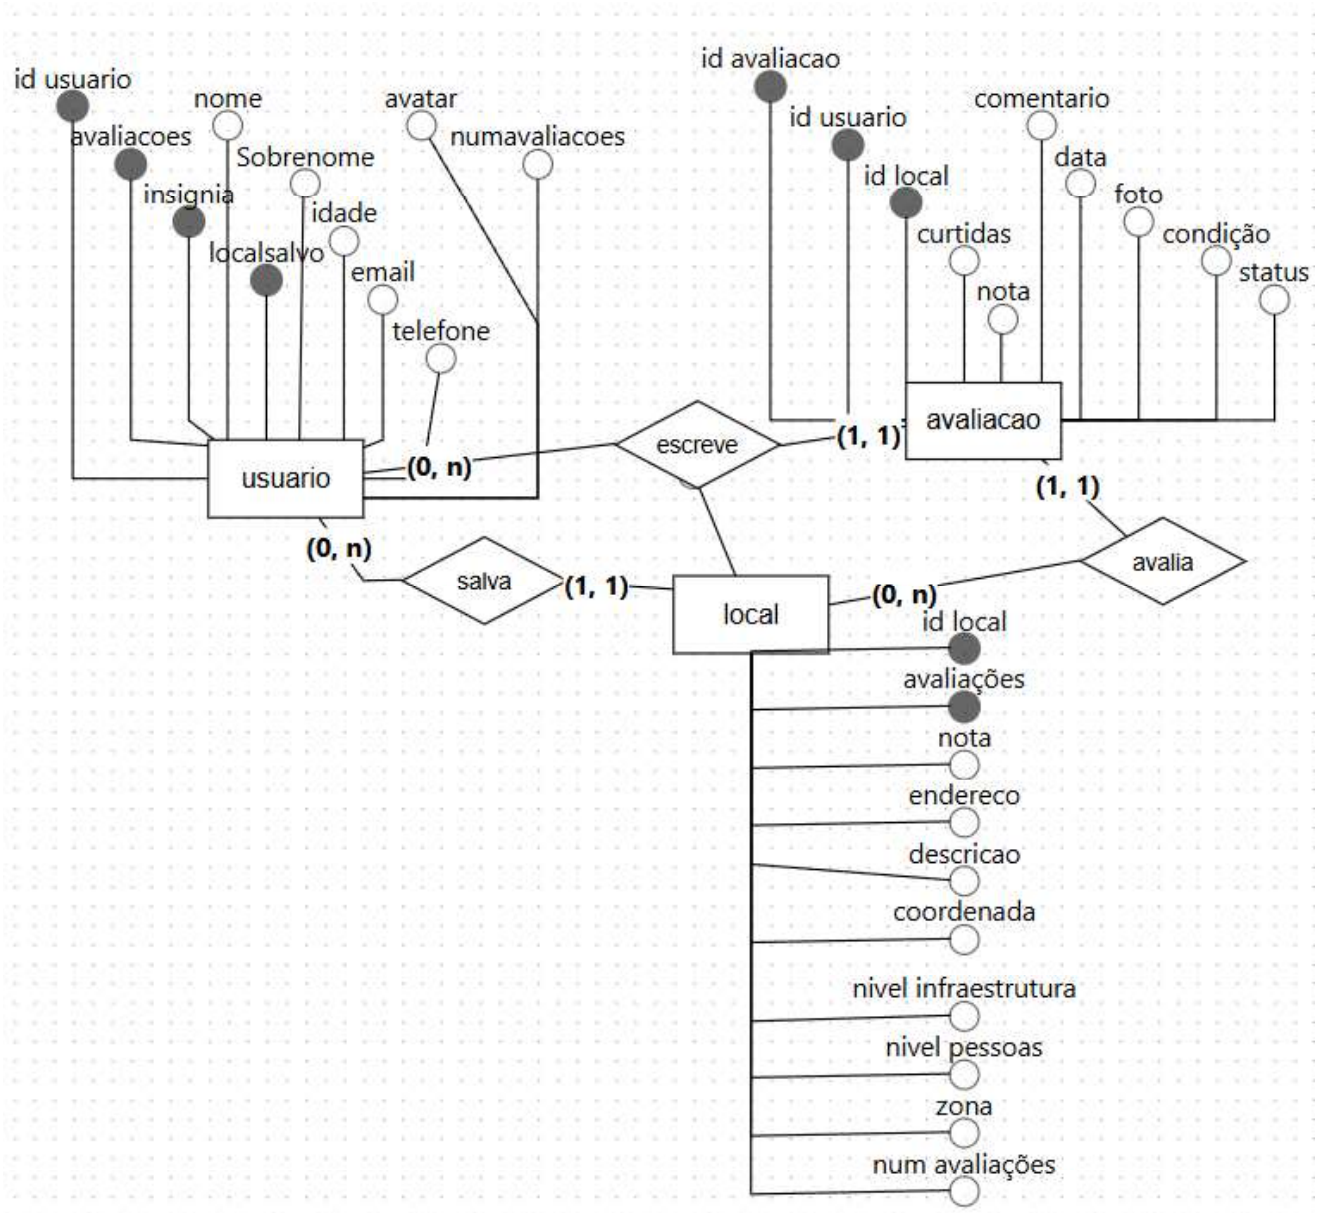 id usuario
avaliacoes
insignia
localsalvo
nome
Sobrenome
idade
email
telefone
avatar
numavaliacoes
usuario
(0, n)
escreve
(1, 1)
id avaliacao
id usuario
id local
curtidas
nota
comentario
data
foto
condição
status
avaliacao
(1, 1)
avalia
(0, n)
(0, n)
salva
(1, 1)
local
id local
avaliações
nota
endereco
descricao
coordenada
nivel infraestrutura
nivel pessoas
zona
num avaliações